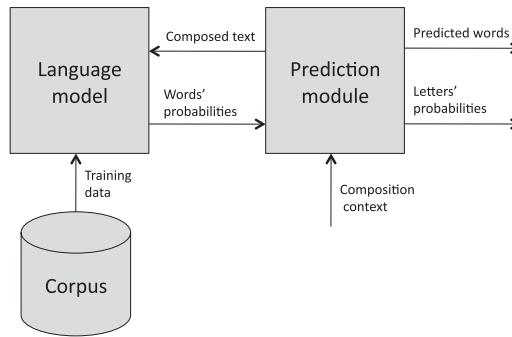 Language
model
Composed text
Words'
probabilities
Prediction
module
Predicted words
Letters'
probabilities
Training
data
Composition
context
Corpus